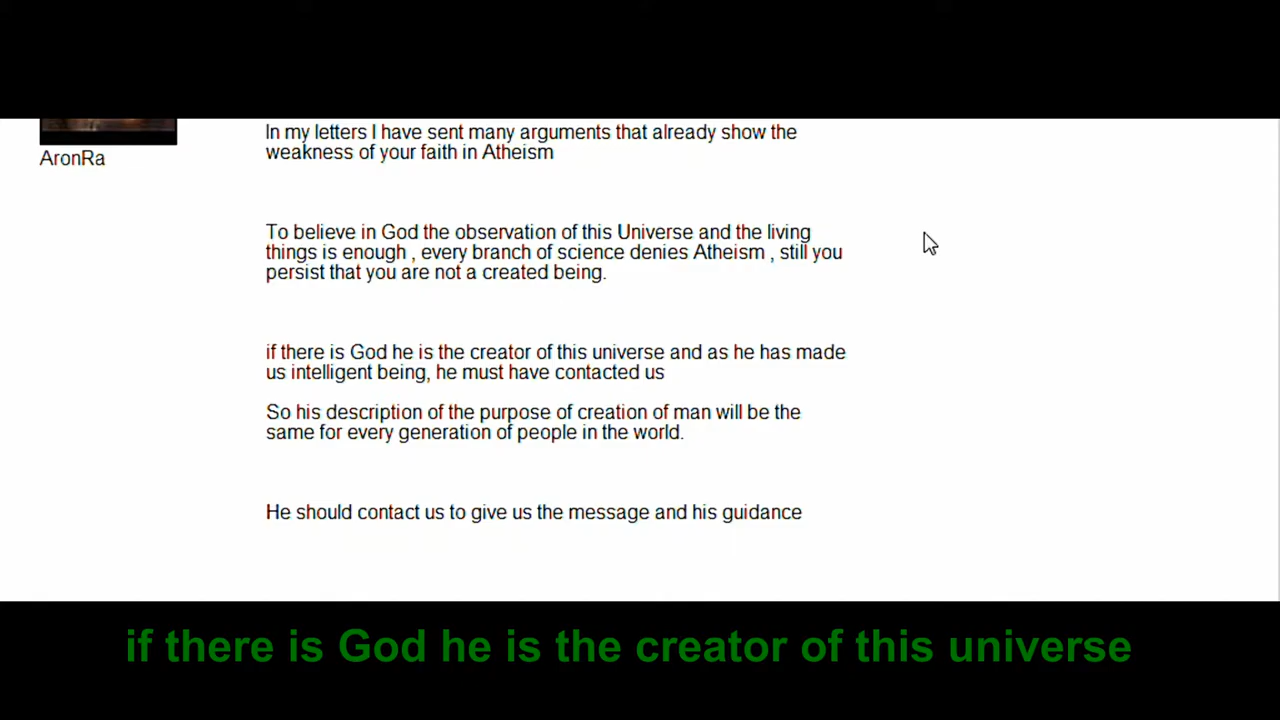 In my letters I have sent many arguments that already show the
weakness of your faith in Atheism
AronRa
To believe in God the observation of this Universe and the living
things is enough , every branch of science denies Atheism , still you
persist that you are not a created being.
if there is God he is the creator of this universe and as he has made
us intelligent being, he must have contacted us
So his description of the purpose of creation of man will be the
same for every generation of people in the world.
He should contact us to give us the message and his guidance
if there is God he is the creator of this universe